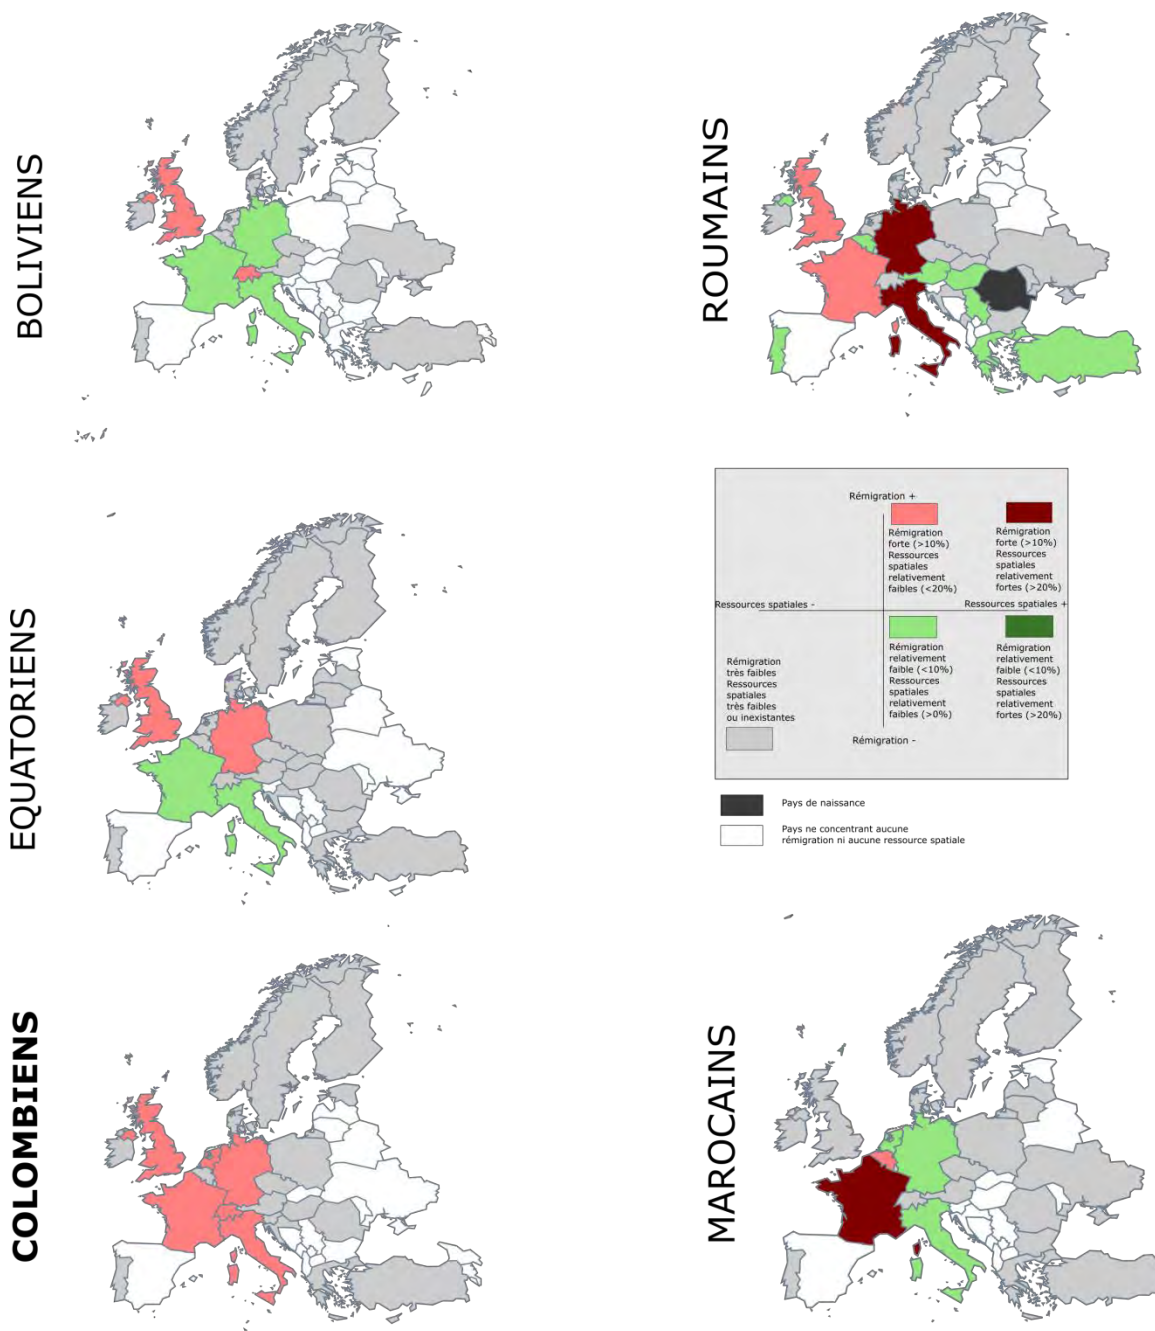 BOLIVIENS
ROUMAINS
EQUATORIENS
Rémigration +
Rémigration
forte (>10%)
Ressources
spatiales
relativement
faibles (<20%)
Rémigration
forte (>10%)
Ressources
spatiales
relativement
fortes (>20%)
Ressources spatiales -
Ressources spatiales +
Rémigration
très faibles
Ressources
spatiales
très faibles
ou inexistantes
Rémigration
relativement
faible (<10%)
Ressources
spatiales
relativement
faibles (>0%)
Rémigration
relativement
faible (<10%)
Ressources
spatiales
relativement
fortes (>20%)
Rémigration -
Pays de naissance
Pays ne concentrant aucune
rémigration ni aucune ressource spatiale
COLOMBIENS
MAROCAINS